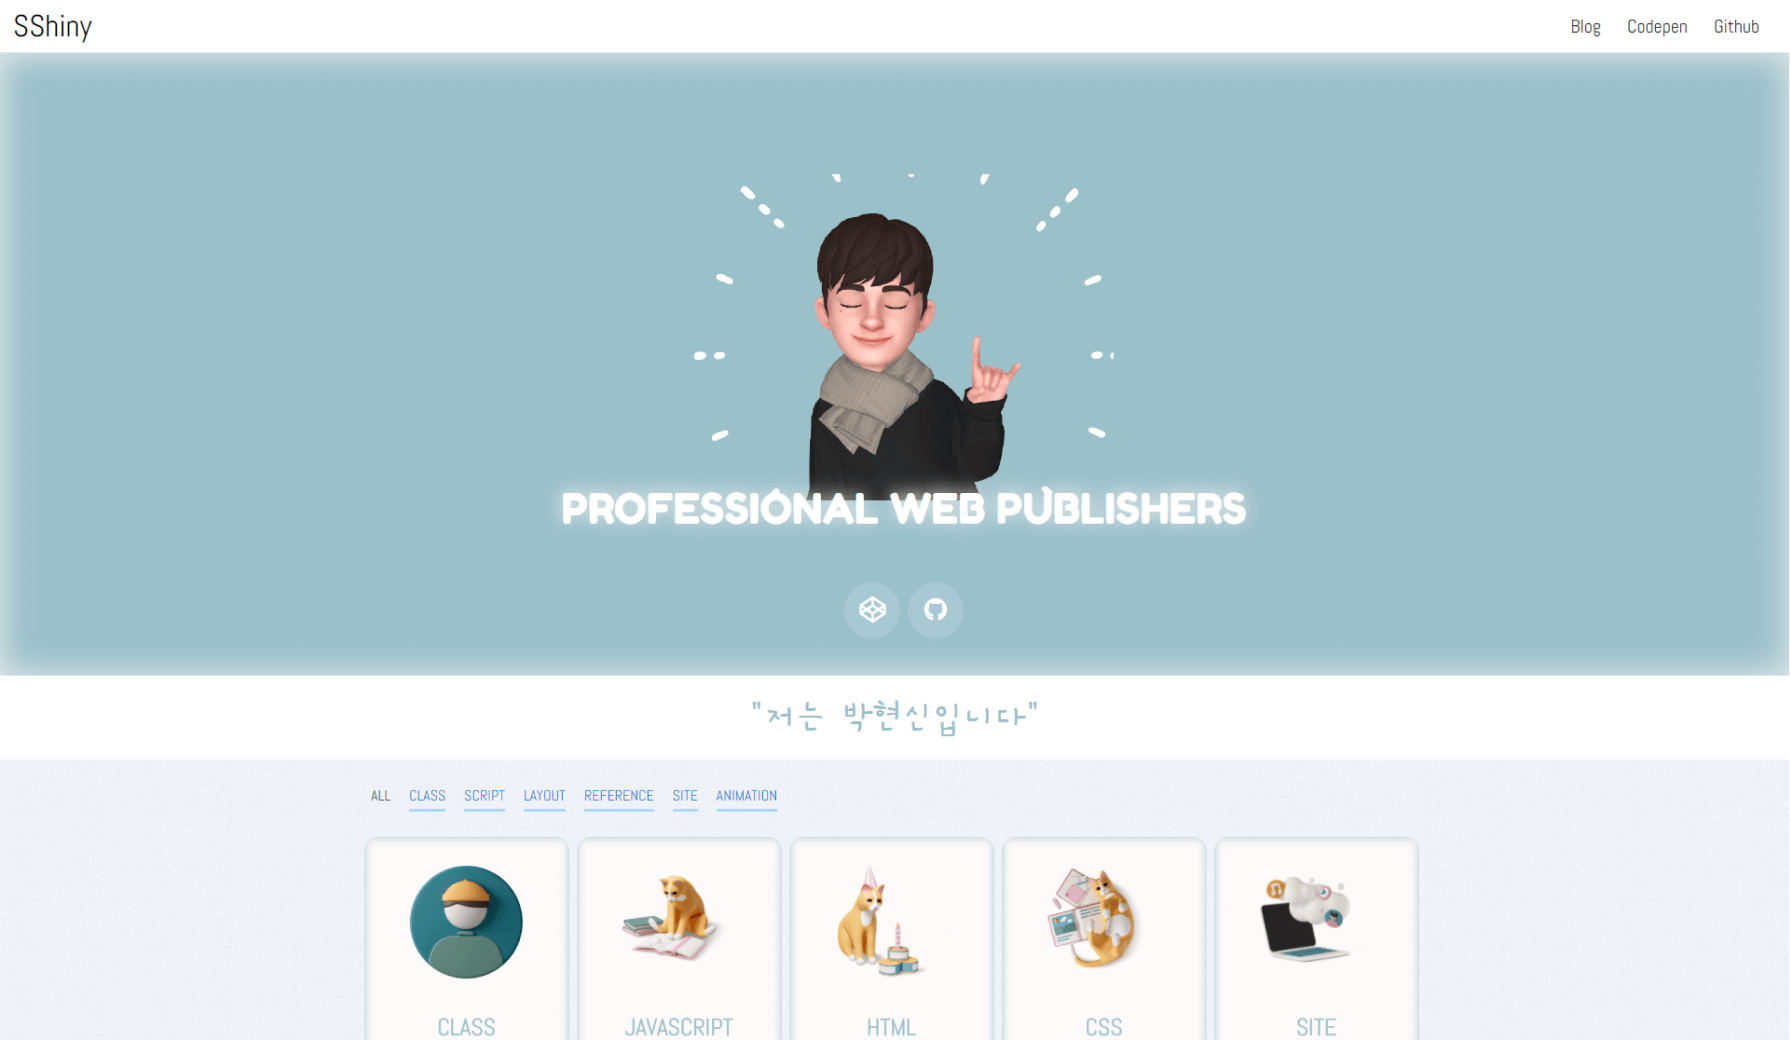 SShiny
Blog Codepen Github
PROFESSIONAL WEB PUBLISHERS
"저는 박현신입니다"
ALL CLASS SCRIPT LAYOUT REFERENCE SITE ANIMATION
CLASS JAVASCRIPT HTML CSS SITE